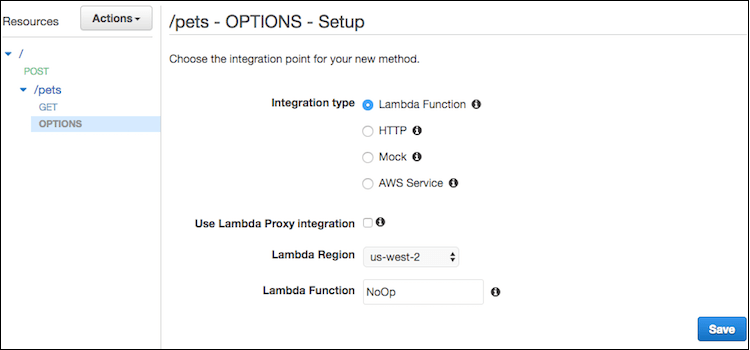 Resources
Actions
/
POST
/pets
GET
OPTIONS
/pets - OPTIONS - Setup
Choose the integration point for your new method.
Integration type
Lambda Function
HTTP
Mock
AWS Service
Use Lambda Proxy integration
Lambda Region
us-west-2
Lambda Function
NoOp
Save